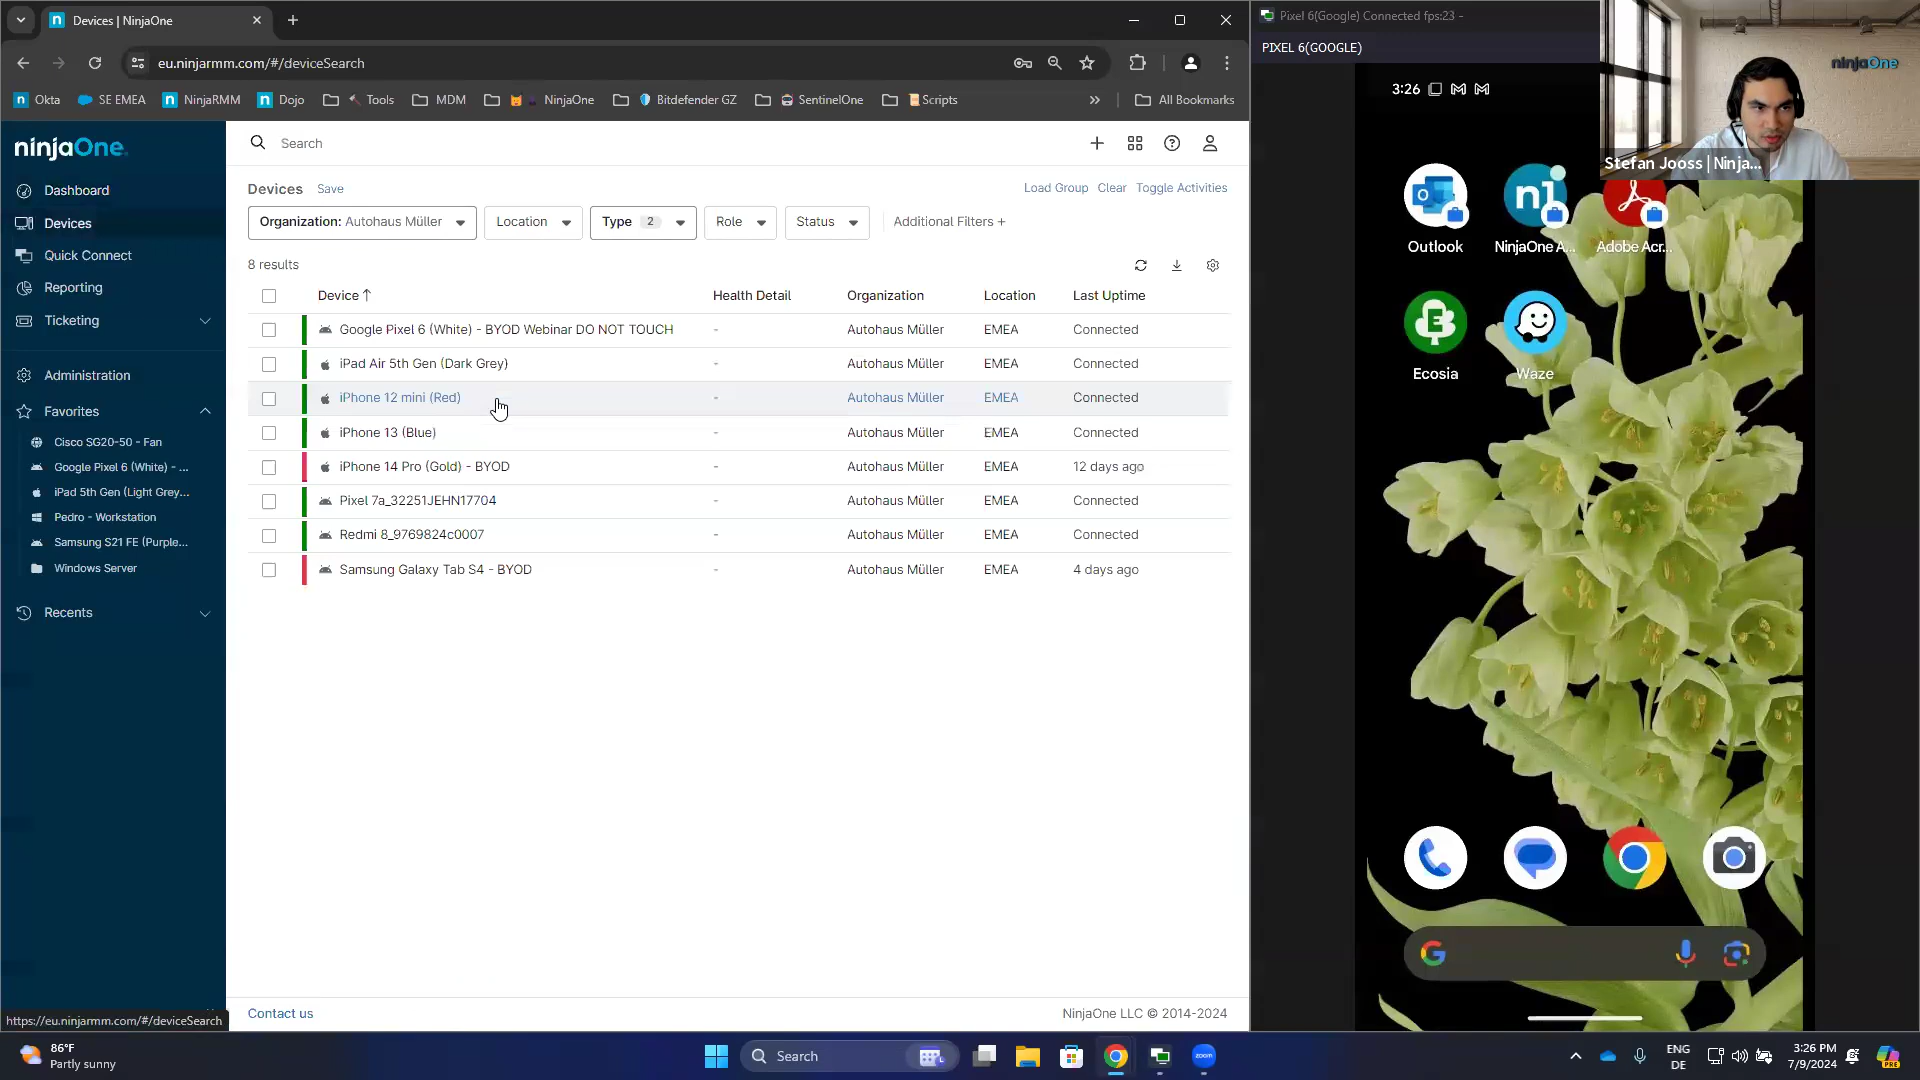 Devices | NinjaOne
eu.ninjarmm.com/#/deviceSearch
Okta
SE EMEA
NinjaRMM
Dojo
Tools
MDM
NinjaOne
Bitdefender GZ
SentinelOne
Scripts
All Bookmarks
ninjaOne
Dashboard
Devices
Quick Connect
Reporting
Ticketing
Administration
Favorites
Cisco SG20-50 - Fan
Google Pixel 6 (White) - ...
iPad 5th Gen (Light Grey...
Pedro - Workstation
Samsung S21 FE (Purple...
Windows Server
Recents
https://eu.ninjarmm.com/#/deviceSearch
Search
Devices Save
Load Group Clear Toggle Activities
Organization: Autohaus Müller Location Type 2 Role Status Additional Filters +
8 results
Device ↑ Health Detail Organization Location Last Uptime
Google Pixel 6 (White) - BYOD Webinar DO NOT TOUCH - Autohaus Müller EMEA Connected
iPad Air 5th Gen (Dark Grey) - Autohaus Müller EMEA Connected
iPhone 12 mini (Red) - Autohaus Müller EMEA Connected
iPhone 13 (Blue) - Autohaus Müller EMEA Connected
iPhone 14 Pro (Gold) - BYOD - Autohaus Müller EMEA 12 days ago
Pixel 7a_32251JEHN17704 - Autohaus Müller EMEA Connected
Redmi 8_9769824c0007 - Autohaus Müller EMEA Connected
Samsung Galaxy Tab S4 - BYOD - Autohaus Müller EMEA 4 days ago
Contact us
NinjaOne LLC © 2014-2024
Pixel 6(Google) Connected fps:23 -
PIXEL 6(GOOGLE)
3:26
ninjaOne
Stefan Jooss | Ninja...
Outlook
NinjaOne A...
Adobe Acr...
Ecosia
Waze
86°F
Partly sunny
Search
zoom
ENG
DE
3:26 PM
7/9/2024
PRE